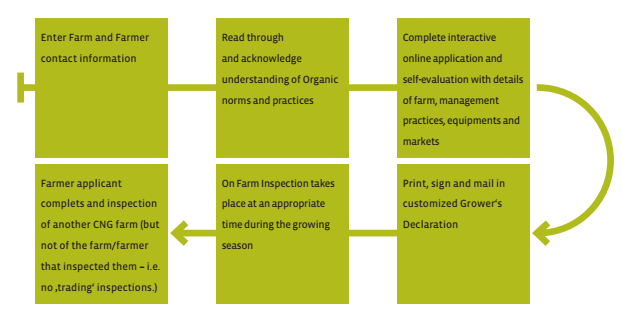 Enter Farm and Farmer
contact information
Read through
and acknowledge
understanding of Organic
norms and practices
Complete interactive
online application and
self-evaluation with details
of farm, management
practices, equipments and
markets
Print, sign and mail in
customized Grower's
Declaration
On Farm Inspection takes
place at an appropriate
time during the growing
season
Farmer applicant
complets and inspection
of another CNG farm (but
not of the farm/farmer
that inspected them – i.e.
no ‚trading' inspections.)